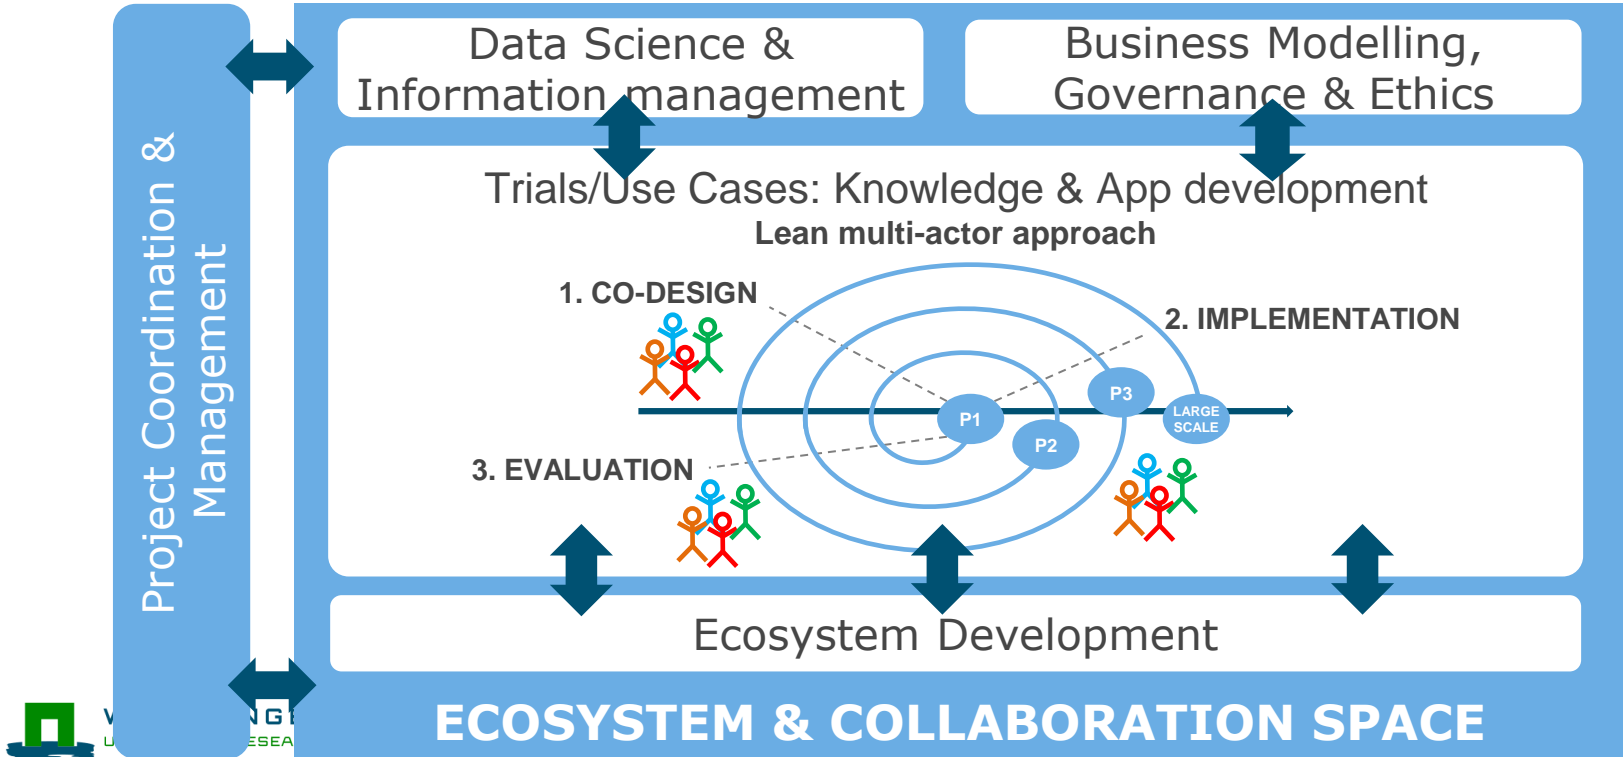 Project Coordination &
Management
Data Science &
Information management
Business Modelling,
Governance & Ethics
Trials/Use Cases: Knowledge & App development
Lean multi-actor approach
1. CO-DESIGN
2. IMPLEMENTATION
P3
P1
LARGE
SCALE
P2
3. EVALUATION
Ecosystem Development
ECOSYSTEM & COLLABORATION SPACE